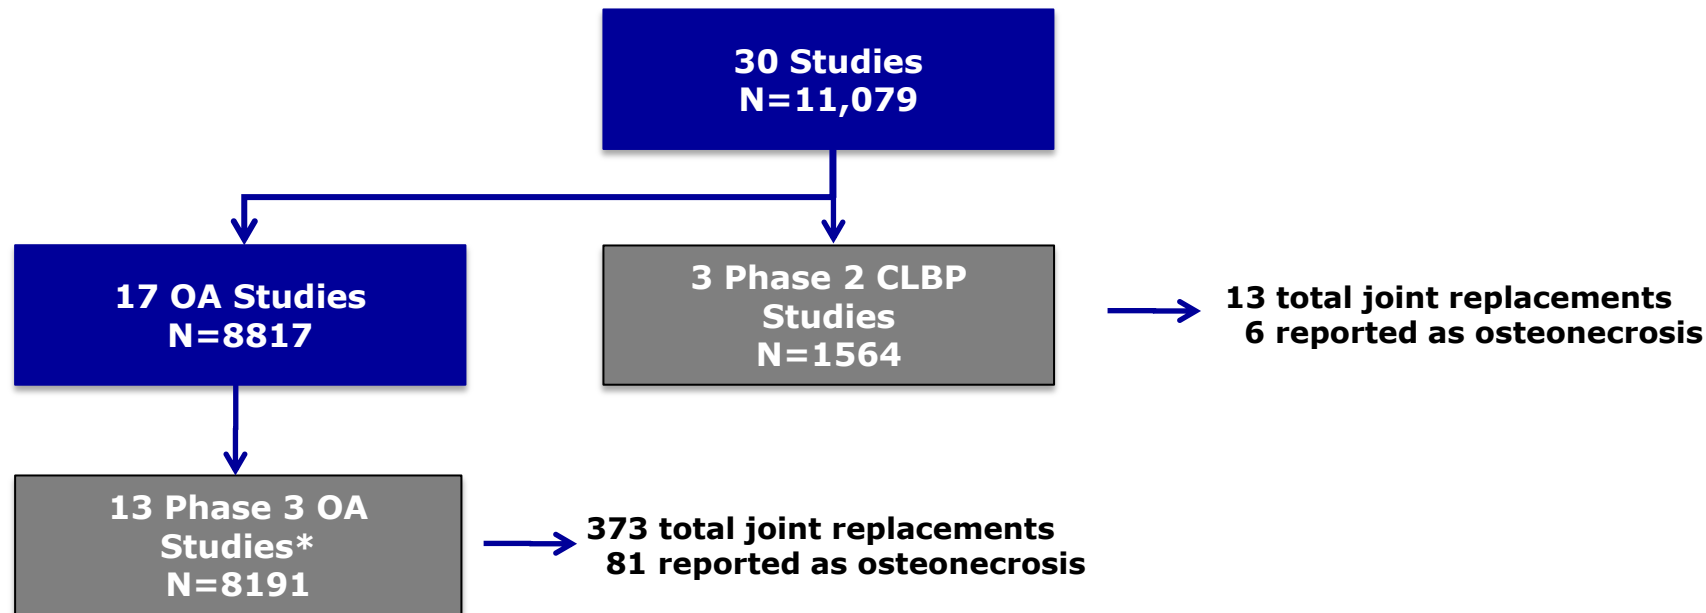 30 Studies
N=11,079
17 OA Studies
N=8817
3 Phase 2 CLBP
Studies
N=1564
13 total joint replacements
6 reported as osteonecrosis
13 Phase 3 OA
Studies*
N=8191
373 total joint replacements
81 reported as osteonecrosis